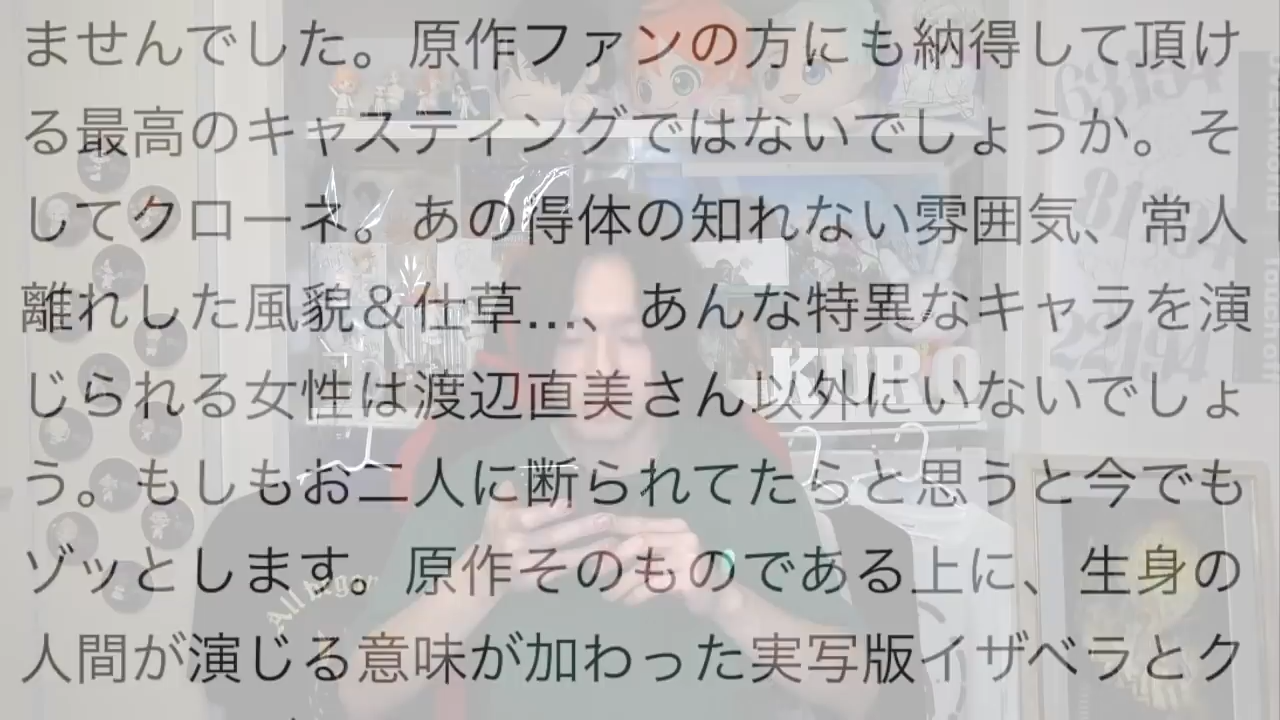 ませんでした。原作ファンの方にも納得して頂け
る最高のキャスティングではないでしょうか。そ
してクローネ。あの得体の知れない雰囲気、常人
離れした風貌&仕草...、あんな特異なキャラを演
じられる女性は渡辺直美さん以外にいないでしょ
う。もしもお二人に断られてたらと思うと今でも
ゾッとします。原作そのものである上に、生身の
人間が演じる意味が加わった実写版イザベラとク
KURO
All began